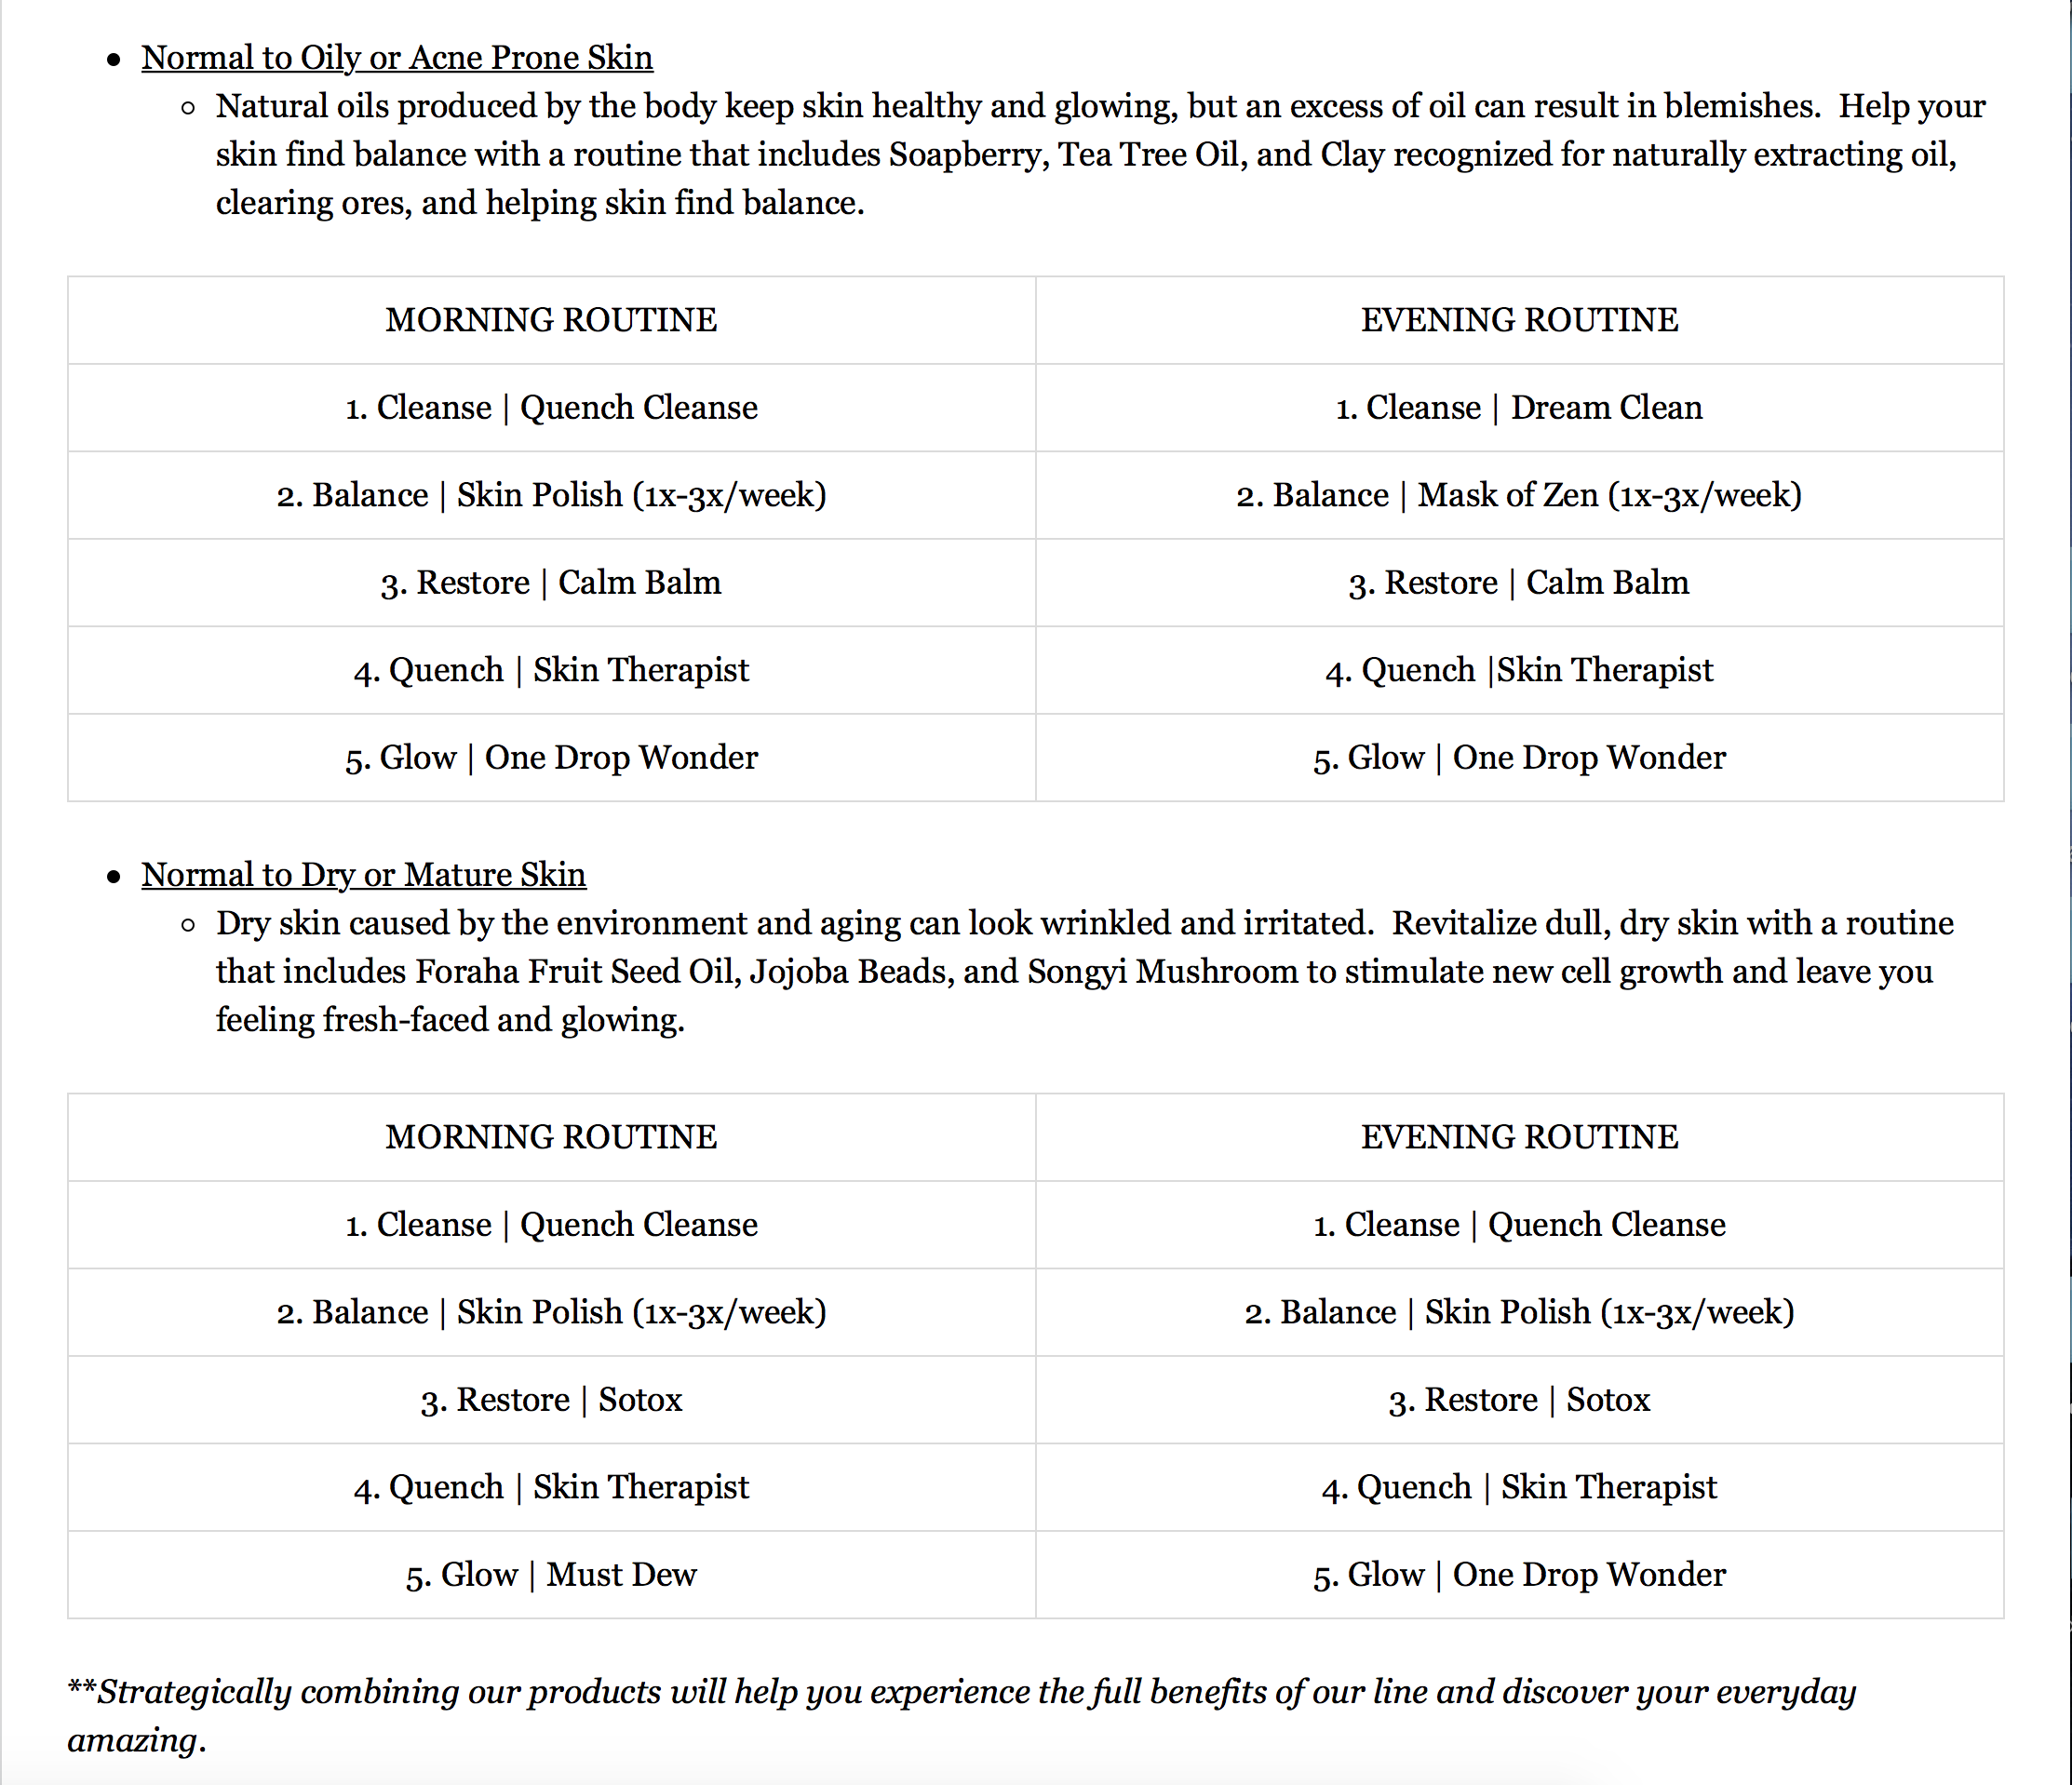 Normal to Oily or Acne Prone Skin
Natural oils produced by the body keep skin healthy and glowing, but an excess of oil can result in blemishes.  Help your
skin find balance with a routine that includes Soapberry, Tea Tree Oil, and Clay recognized for naturally extracting oil,
clearing ores, and helping skin find balance.
MORNING ROUTINE
EVENING ROUTINE
1. Cleanse | Quench Cleanse
1. Cleanse | Dream Clean
2. Balance | Skin Polish (1x-3x/week)
2. Balance | Mask of Zen (1x-3x/week)
3. Restore | Calm Balm
3. Restore | Calm Balm
4. Quench | Skin Therapist
4. Quench |Skin Therapist
5. Glow | One Drop Wonder
5. Glow | One Drop Wonder
Normal to Dry or Mature Skin
Dry skin caused by the environment and aging can look wrinkled and irritated.  Revitalize dull, dry skin with a routine
that includes Foraha Fruit Seed Oil, Jojoba Beads, and Songyi Mushroom to stimulate new cell growth and leave you
feeling fresh-faced and glowing.
MORNING ROUTINE
EVENING ROUTINE
1. Cleanse | Quench Cleanse
1. Cleanse | Quench Cleanse
2. Balance | Skin Polish (1x-3x/week)
2. Balance | Skin Polish (1x-3x/week)
3. Restore | Sotox
3. Restore | Sotox
4. Quench | Skin Therapist
4. Quench | Skin Therapist
5. Glow | Must Dew
5. Glow | One Drop Wonder
**Strategically combining our products will help you experience the full benefits of our line and discover your everyday
amazing.